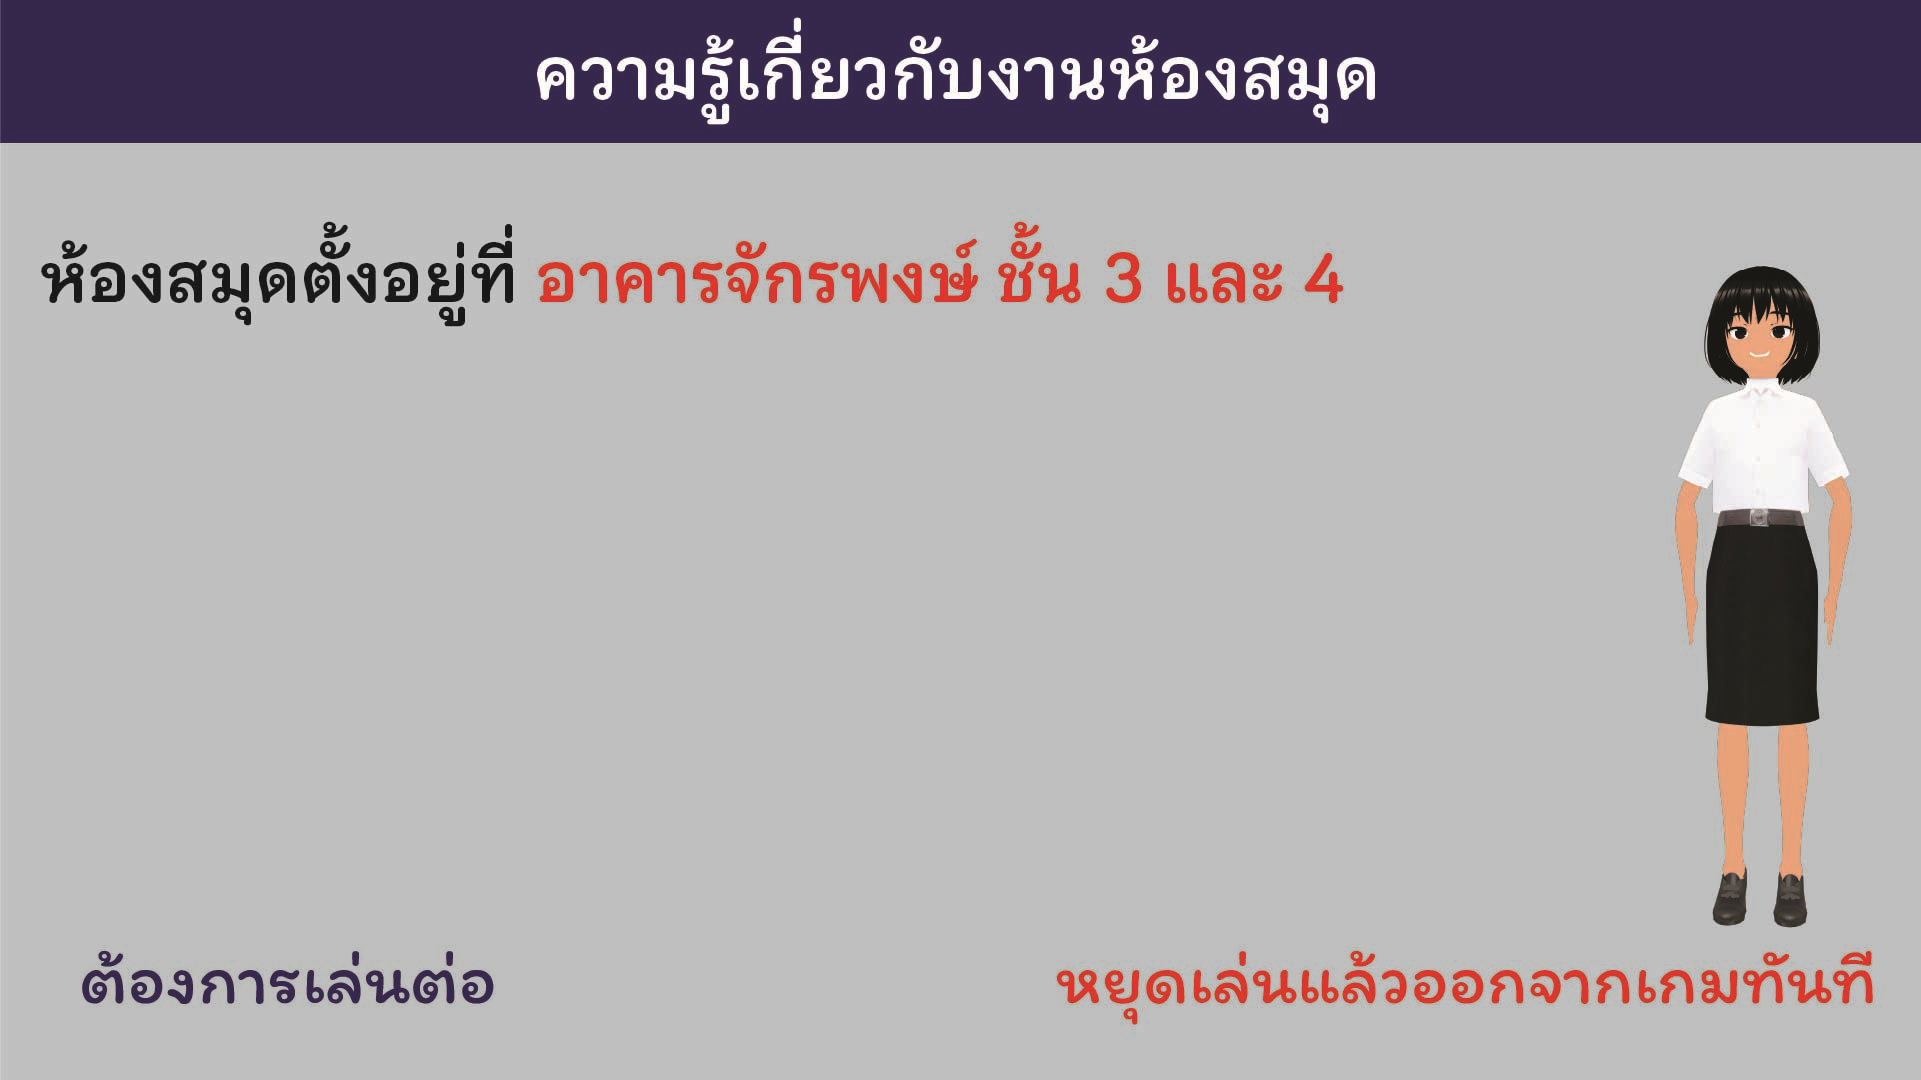 ความรู้เกี่ยวกับงานห้องสมุด
ห้องสมุดตั้งอยู่ที่ อาคารจักรพงษ์ ชั้น 3 และ 4
ต้องการเล่นต่อ
หยุดเล่นแล้วออกจากเกมทันที